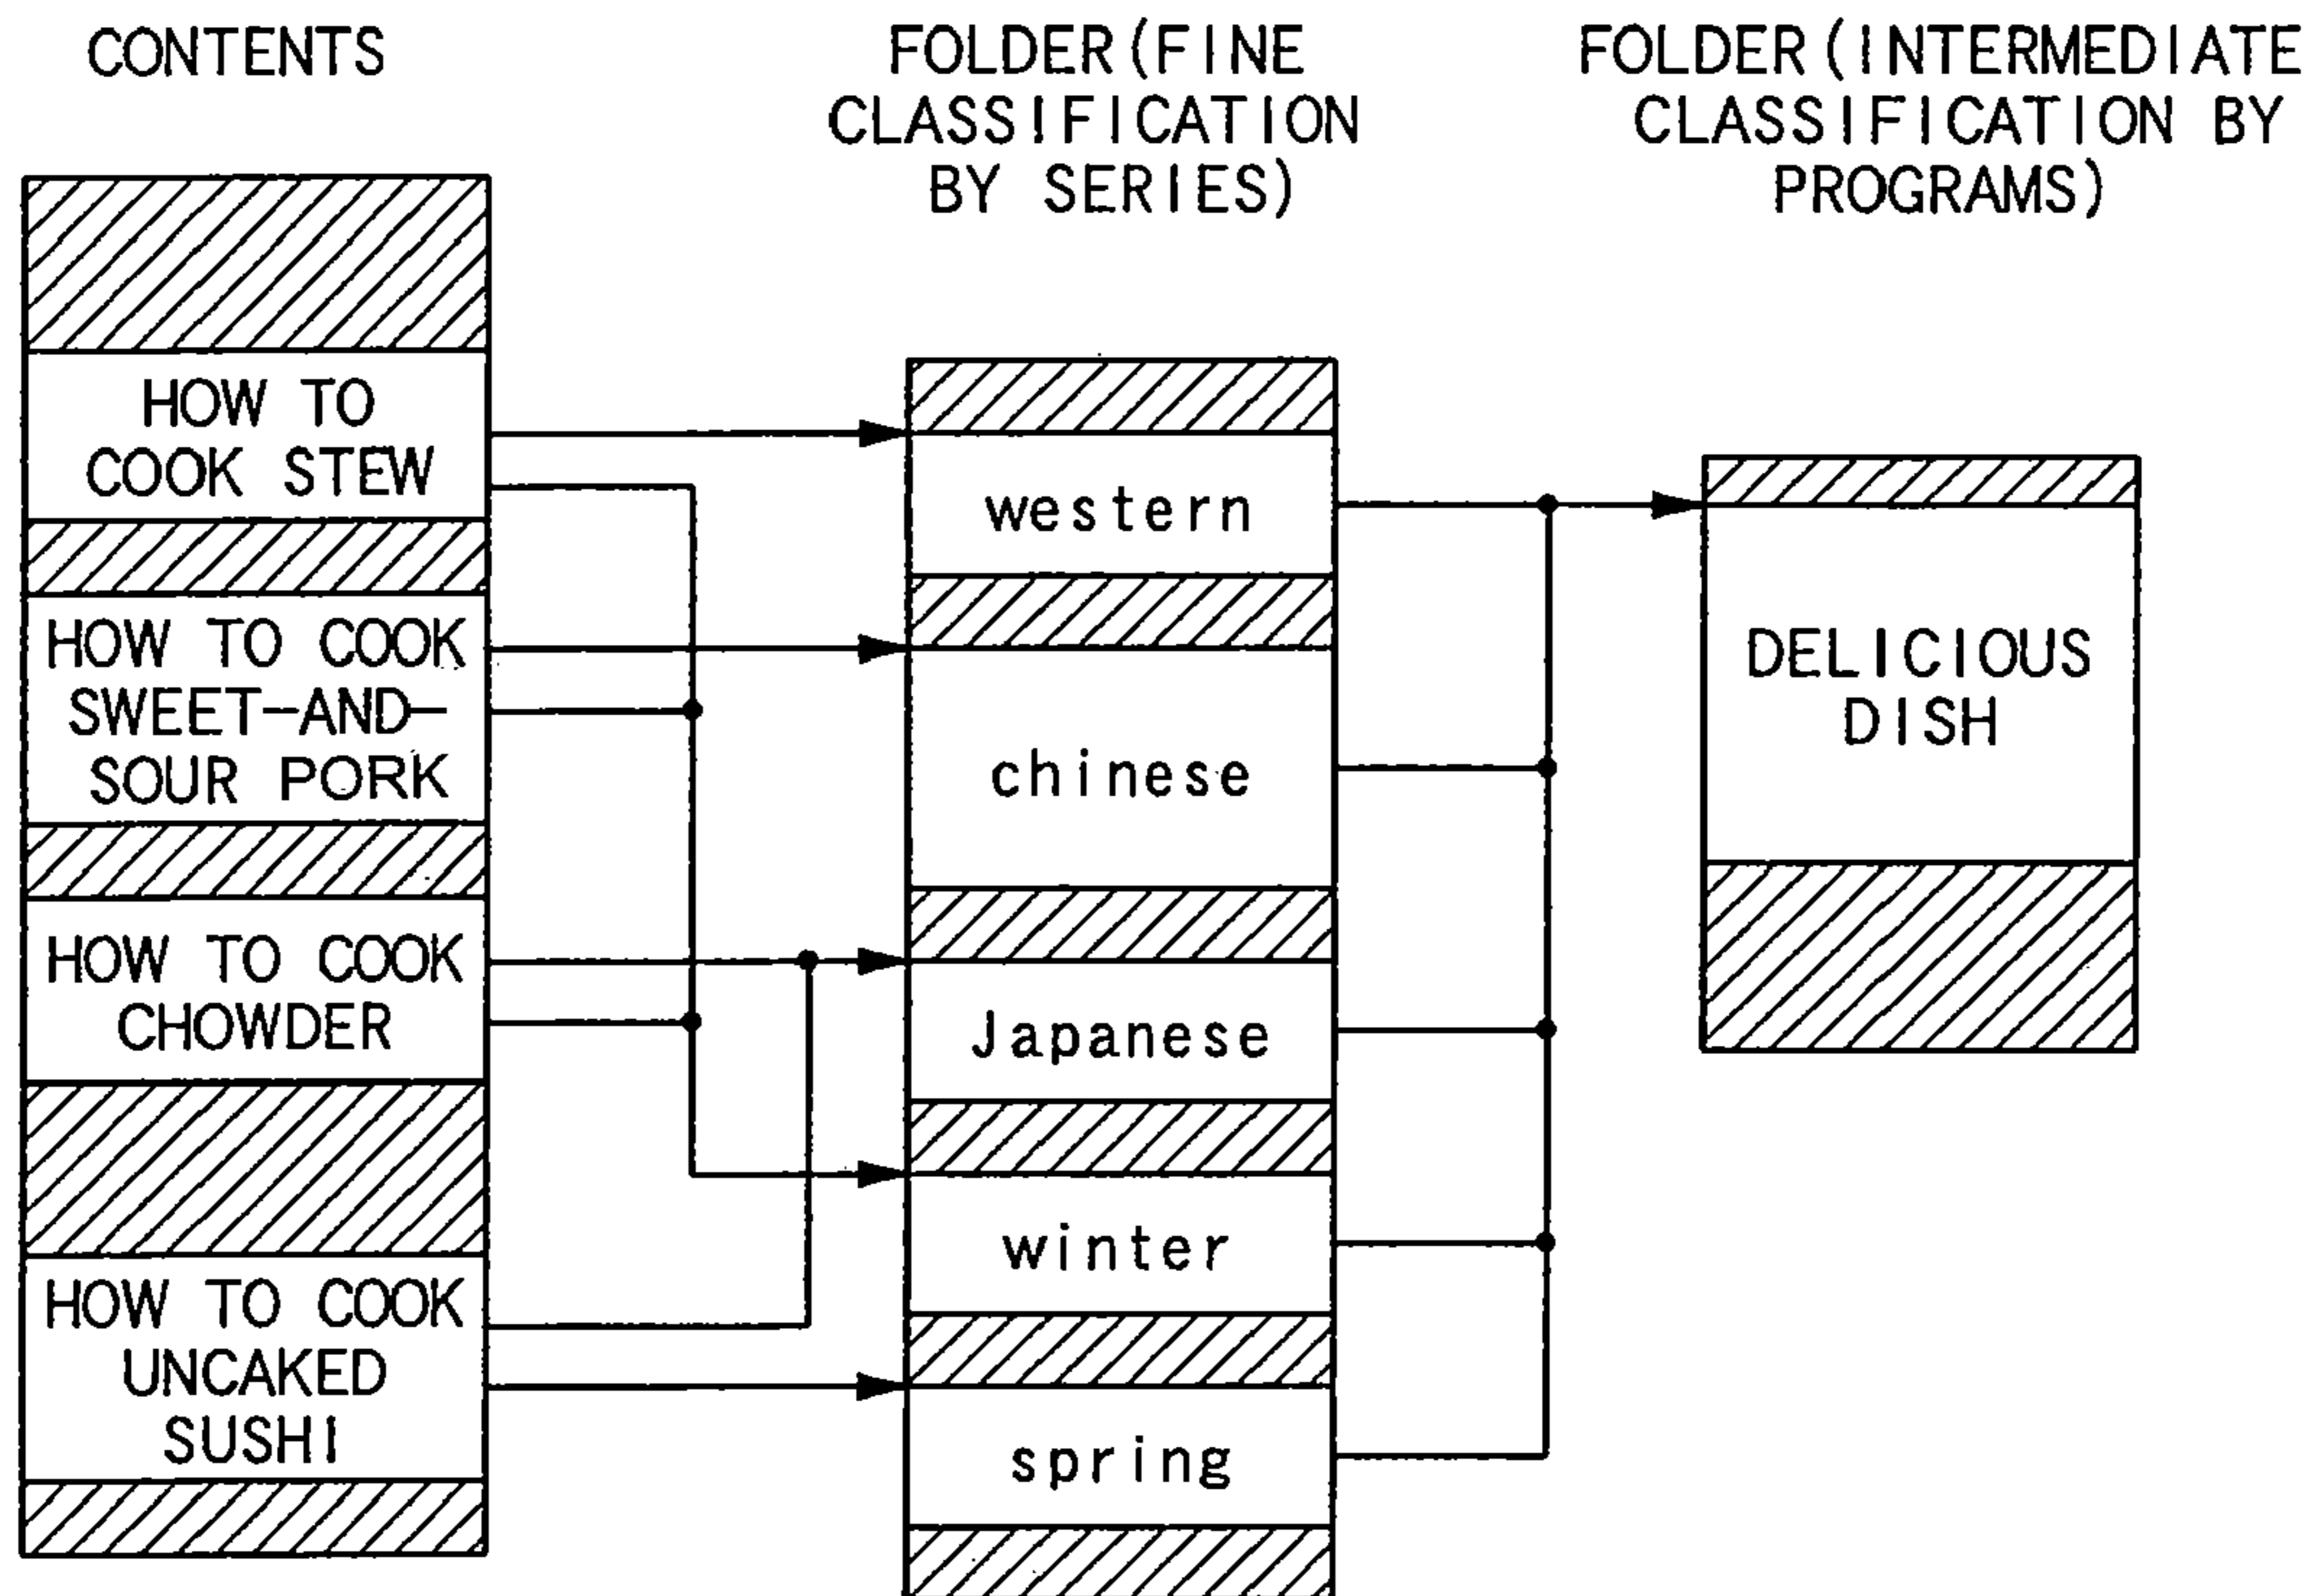 CONTENTS
FOLDER(FINE
CLASSIFICATION
BY SERIES)
FOLDER(INTERMEDIATE
CLASSIFICATION BY
PROGRAMS)
HOW TO
COOK STEW
HOW TO COOK
SWEET-AND-
SOUR PORK
HOW TO COOK
CHOWDER
HOW TO COOK
UNCAKED
SUSHI
western
chinese
Japanese
winter
spring
DELICIOUS
DISH